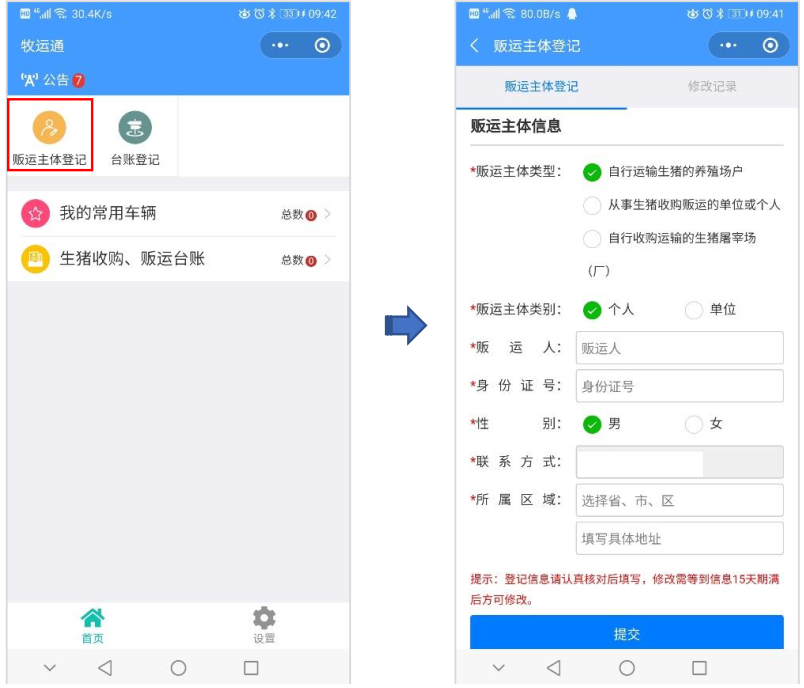 HD 46 30.4K/s 33 09:42
牧运通
公告 7
贩运主体登记 台账登记
我的常用车辆 总数 0
生猪收购、贩运台账 总数 0
首页 设置
HD 46 80.0B/s 31 09:41
贩运主体登记
贩运主体登记 修改记录
贩运主体信息
*贩运主体类型： 自行运输生猪的养殖场户
从事生猪收购贩运的单位或个人
自行收购运输的生猪屠宰场
（厂）
*贩运主体类别： 个人 单位
*贩运人： 贩运人
*身份证号： 身份证号
*性别： 男 女
*联系方式：
*所属区域： 选择省、市、区
填写具体地址
提示：登记信息请认真核对后填写，修改需等到信息15天期满
后方可修改。
提交